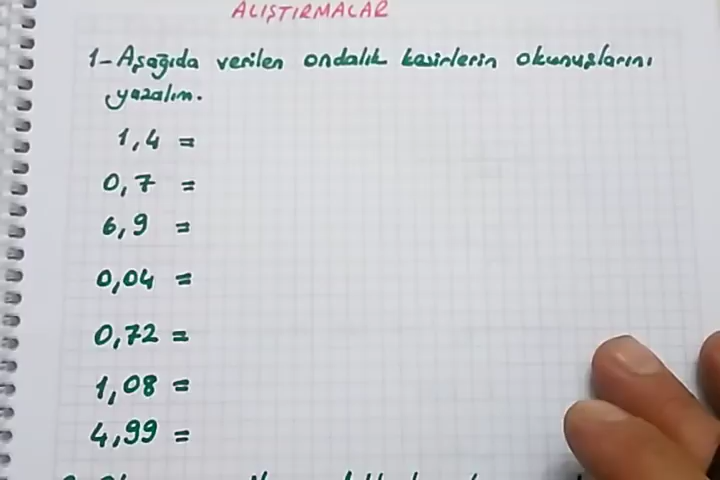 ALIŞTIRMALAR
1- Aşağıda verilen ondalık kesirlerin okunuşlarını
yazalım.
1,4 =
0,7 =
6,9 =
0,04 =
0,72 =
1,08 =
4,99 =